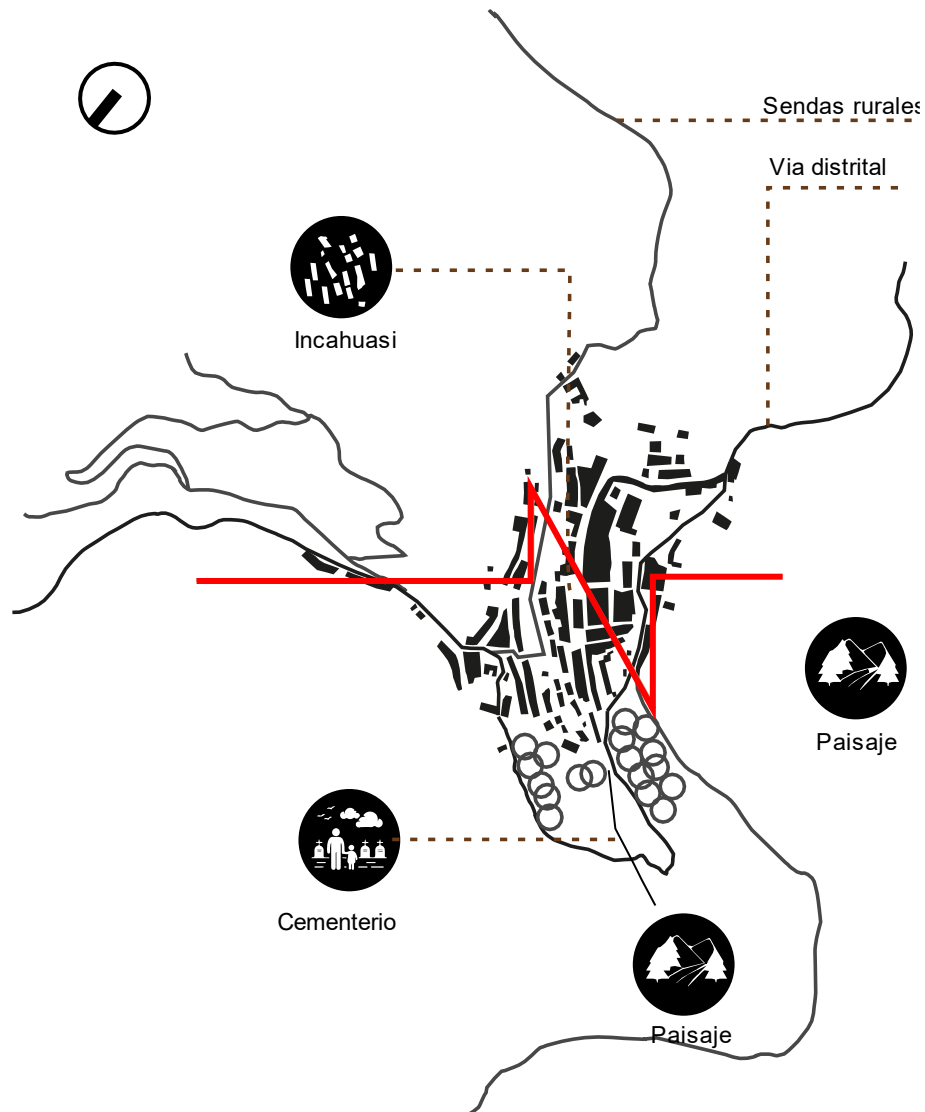 Sendas rurales
Via distrital
Incahuasi
Paisaje
Cementerio
Paisaje